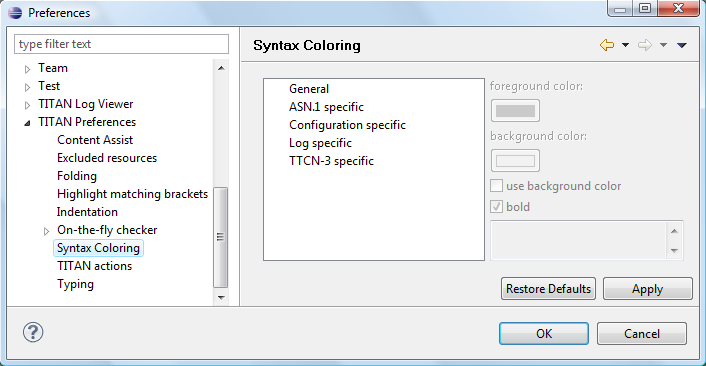 Preferences
type filter text
Team
Test
TITAN Log Viewer
TITAN Preferences
Content Assist
Excluded resources
Folding
Highlight matching brackets
Indentation
On-the-fly checker
Syntax Coloring
TITAN actions
Typing
Syntax Coloring
General
ASN.1 specific
Configuration specific
Log specific
TTCN-3 specific
foreground color:
background color:
use background color
bold
Restore Defaults
Apply
?
OK
Cancel